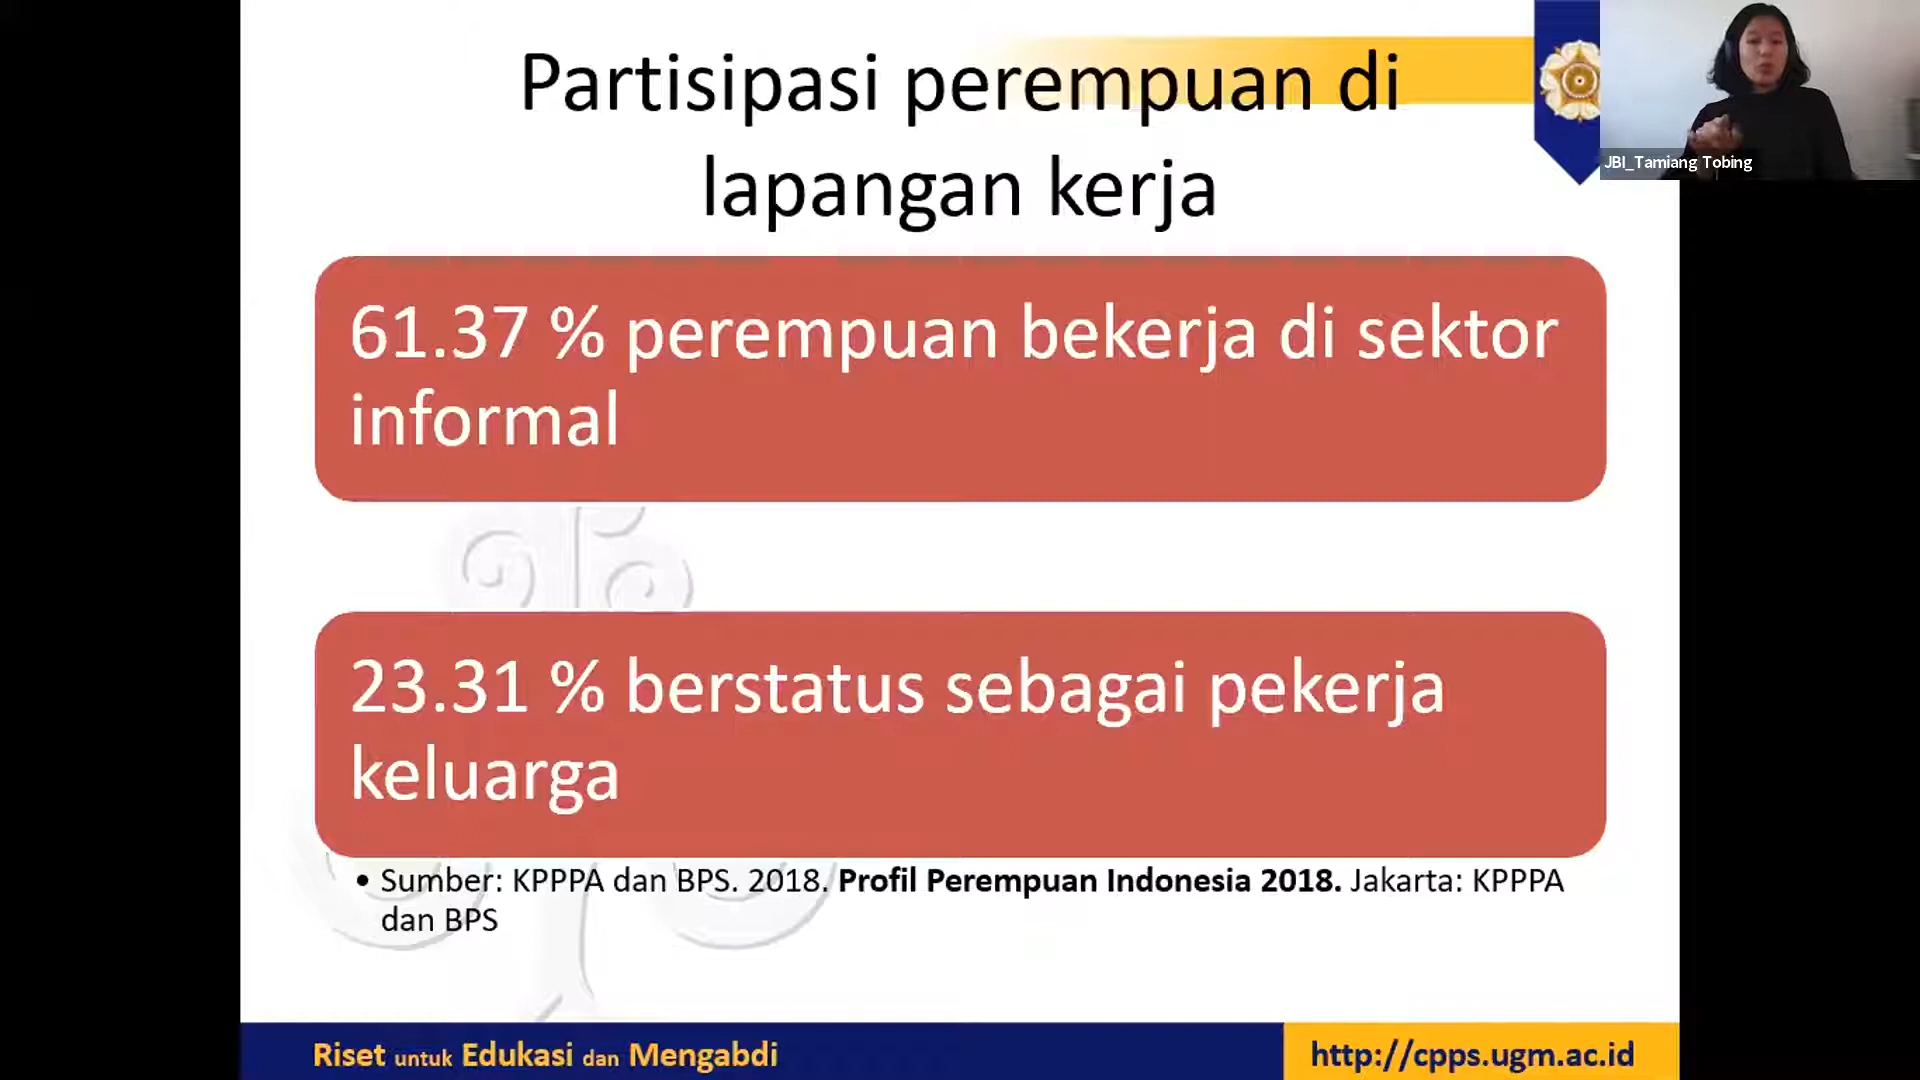 Partisipasi perempuan di
lapangan kerja
JBI_Tamiang Tobing
61.37 % perempuan bekerja di sektor
informal
23.31 % berstatus sebagai pekerja
keluarga
• Sumber: KPPPA dan BPS. 2018. Profil Perempuan Indonesia 2018. Jakarta: KPPPA
dan BPS
Riset untuk Edukasi dan Mengabdi
http://cpps.ugm.ac.id